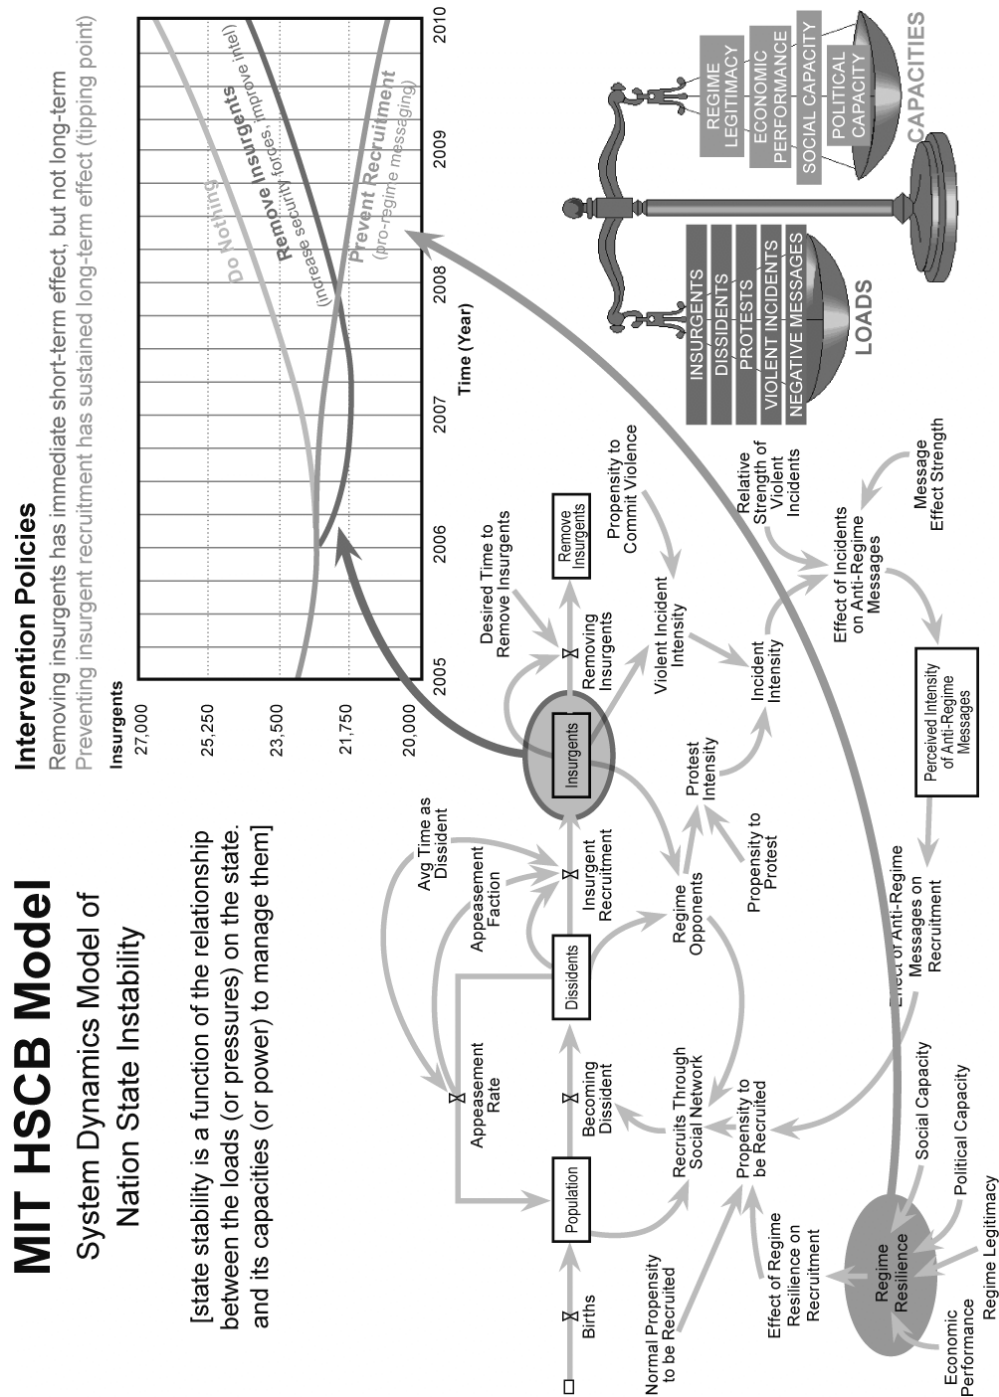 MIT HSCB Model
System Dynamics Model of
Nation State Instability
[state stability is a function of the relationship
between the loads (or pressures) on the state.
and its capacities (or power) to manage them]
Intervention Policies
Removing insurgents has immediate short-term effect, but not long-term
Preventing insurgent recruitment has sustained long-term effect (tipping point)
Insurgents
27,000
25,250
23,500
21,750
20,000
2005
2006
2007
2008
2009
2010
Time (Year)
Do Nothing
Remove Insurgents
(increase security forces, improve intel)
Prevent Recruitment
(pro-regime messaging)
Avg Time as
Dissident
Appeasement
Faction
Appeasement
Rate
Desired Time to
Remove Insurgents
Births
Population
Becoming
Dissident
Dissidents
Insurgent
Recruitment
Insurgents
Removing
Insurgents
Remove
Insurgents
Propensity to
Commit Violence
Violent Incident
Intensity
Normal Propensity
to be Recruited
Recruits Through
Social Network
Regime
Opponents
Protest
Intensity
Propensity to
Protest
Incident
Intensity
Relative
Strength of
Violent
Incidents
Propensity to
be Recruited
Effect of Regime
Resilience on
Recruitment
Effect of Incidents
on Anti-Regime
Messages
Message
Effect Strength
Regime
Resilience
Social Capacity
Political Capacity
Regime Legitimacy
Economic
Performance
Effect of Anti-Regime
Messages on
Recruitment
Perceived Intensity
of Anti-Regime
Messages
INSURGENTS
DISSIDENTS
PROTESTS
VIOLENT INCIDENTS
NEGATIVE MESSAGES
LOADS
REGIME
LEGITIMACY
ECONOMIC
PERFORMANCE
SOCIAL CAPACITY
POLITICAL
CAPACITY
CAPACITIES